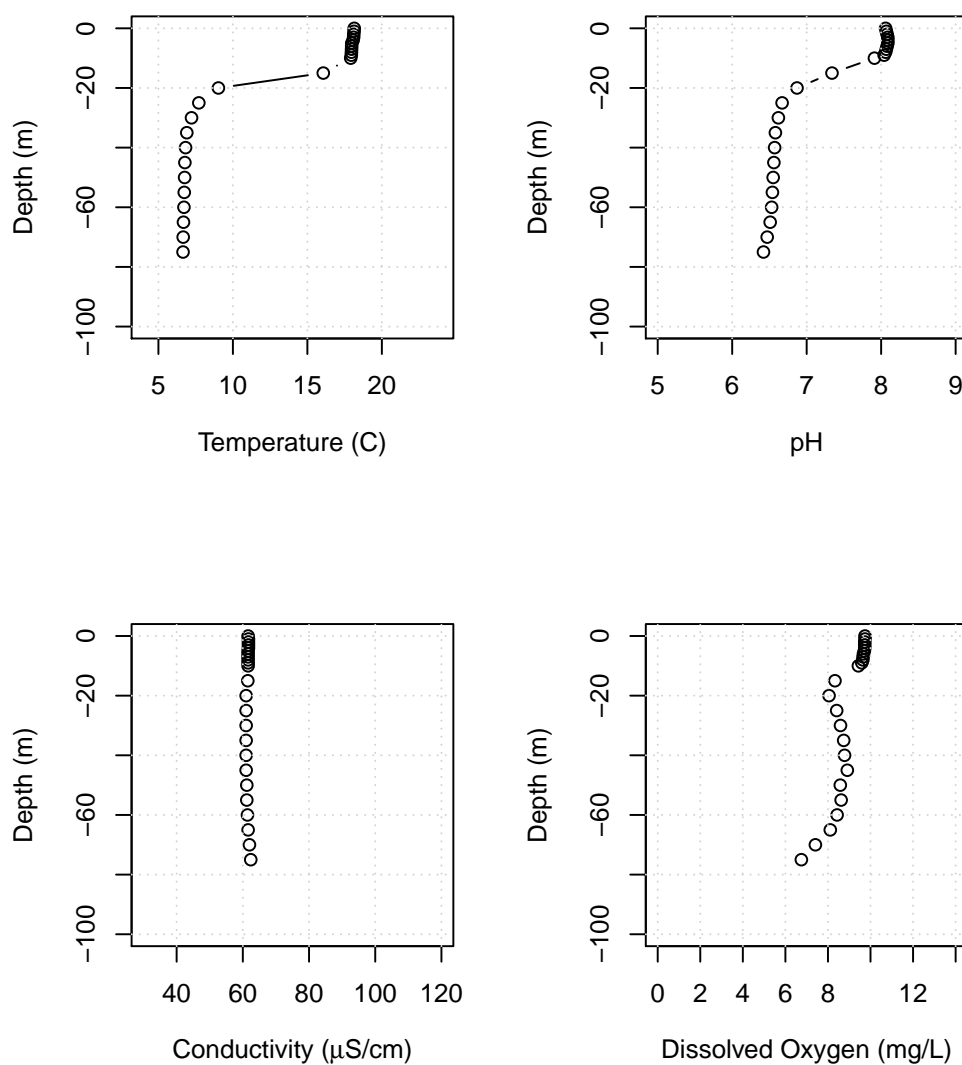 0
−20
−60
−100
Depth (m)
5 10 15 20
Temperature (C)
0
−20
−60
−100
Depth (m)
5 6 7 8 9
pH
0
−20
−60
−100
Depth (m)
40 60 80 100 120
Conductivity (μS/cm)
0
−20
−60
−100
Depth (m)
0 2 4 6 8 12
Dissolved Oxygen (mg/L)